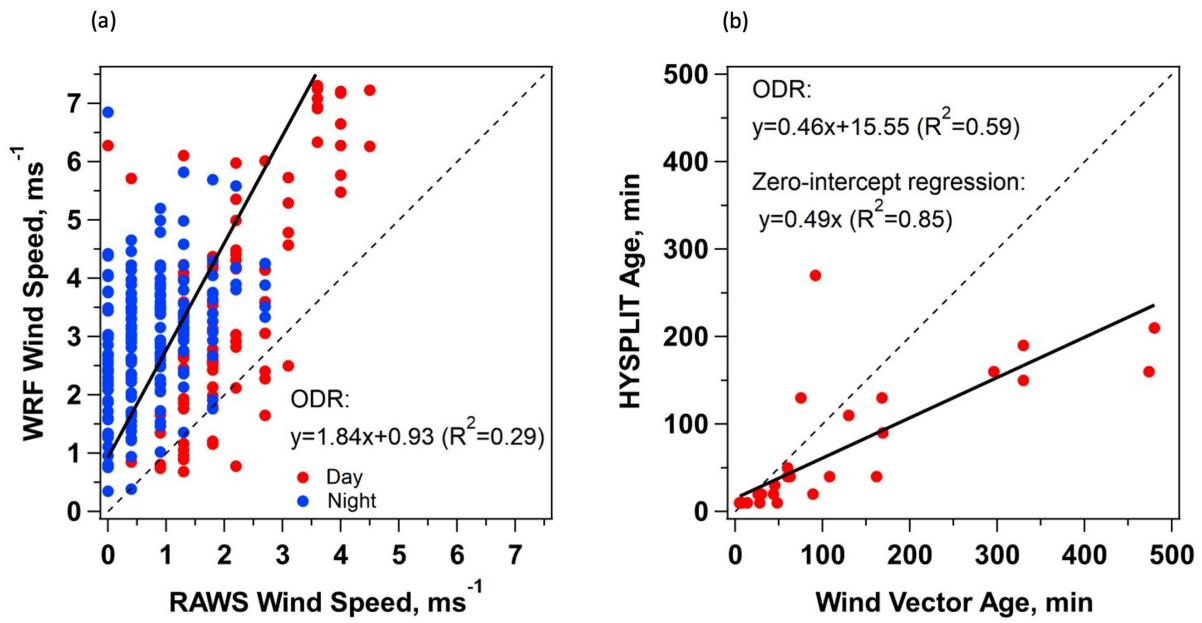 (a)
WRF Wind Speed, ms⁻¹
7
6
5
4
3
2
1
0
ODR:
y=1.84x+0.93 (R²=0.29)
Day
Night
0 1 2 3 4 5 6 7
RAWS Wind Speed, ms⁻¹
(b)
HYSPLIT Age, min
500
400
300
200
100
0
ODR:
y=0.46x+15.55 (R²=0.59)
Zero-intercept regression:
y=0.49x (R²=0.85)
0 100 200 300 400 500
Wind Vector Age, min